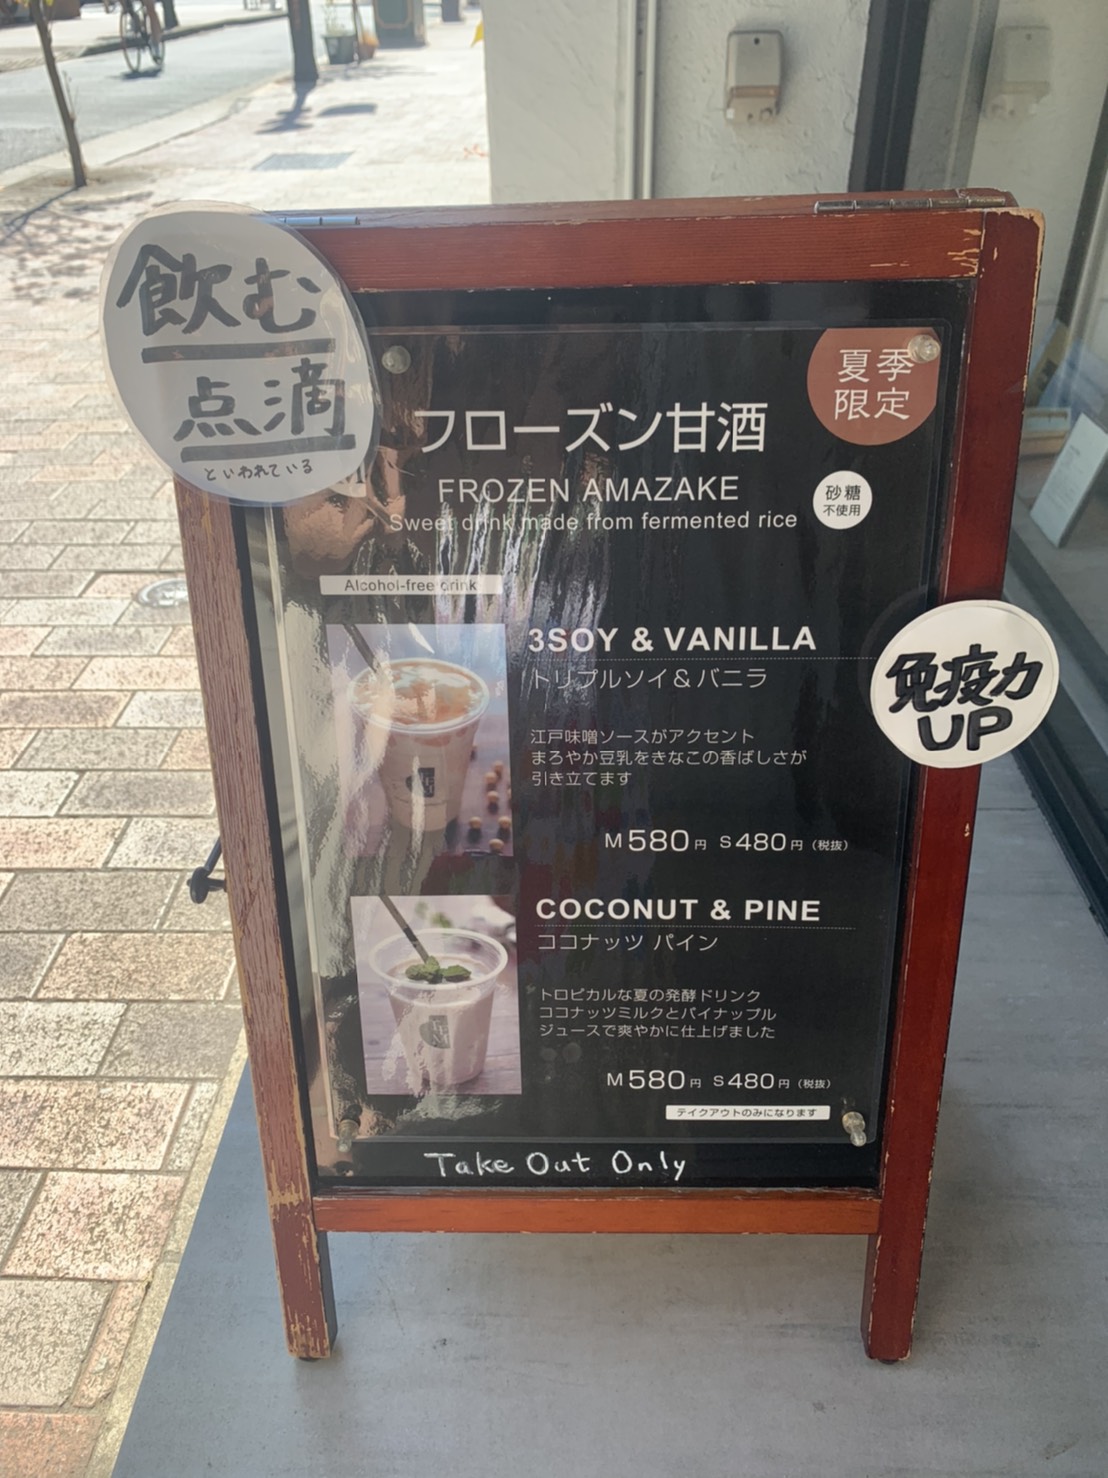 飲む
点滴
といわれている
夏季
限定
フローズン甘酒
FROZEN AMAZAKE
Sweet drink made from fermented rice
砂糖
不使用
Alcohol-free drink
3SOY & VANILLA
トリプルソイ＆バニラ
江戸味噌ソースがアクセント
まろやか豆乳をきなこの香ばしさが
引き立てます
M580円 S480円（税抜）
免疫力
UP
COCONUT & PINE
ココナッツ パイン
トロピカルな夏の発酵ドリンク
ココナッツミルクとパイナップル
ジュースで爽やかに仕上げました
M580円 S480円（税抜）
テイクアウトのみになります
Take Out Only